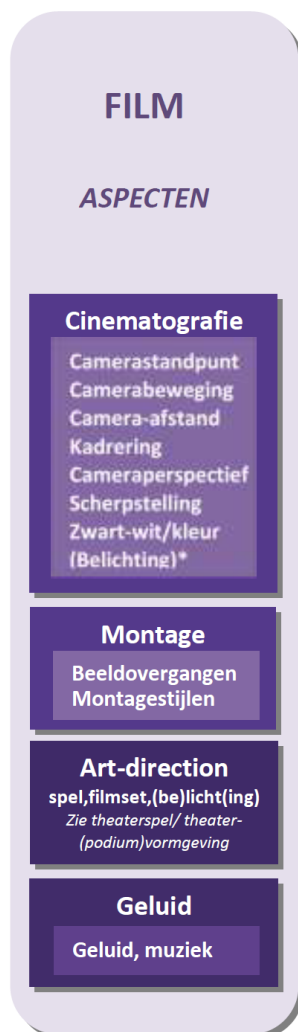 FILM
ASPECTEN
Cinematografie
Camerastandpunt
Camerabeweging
Camera-afstand
Kadrering
Cameraperspectief
Scherpstelling
Zwart-wit/kleur
(Belichting)*
Montage
Beeldovergangen
Montagestijlen
Art-direction
spel,filmset,(be)licht(ing)
Zie theaterspel/ theater-
(podium)vormgeving
Geluid
Geluid, muziek